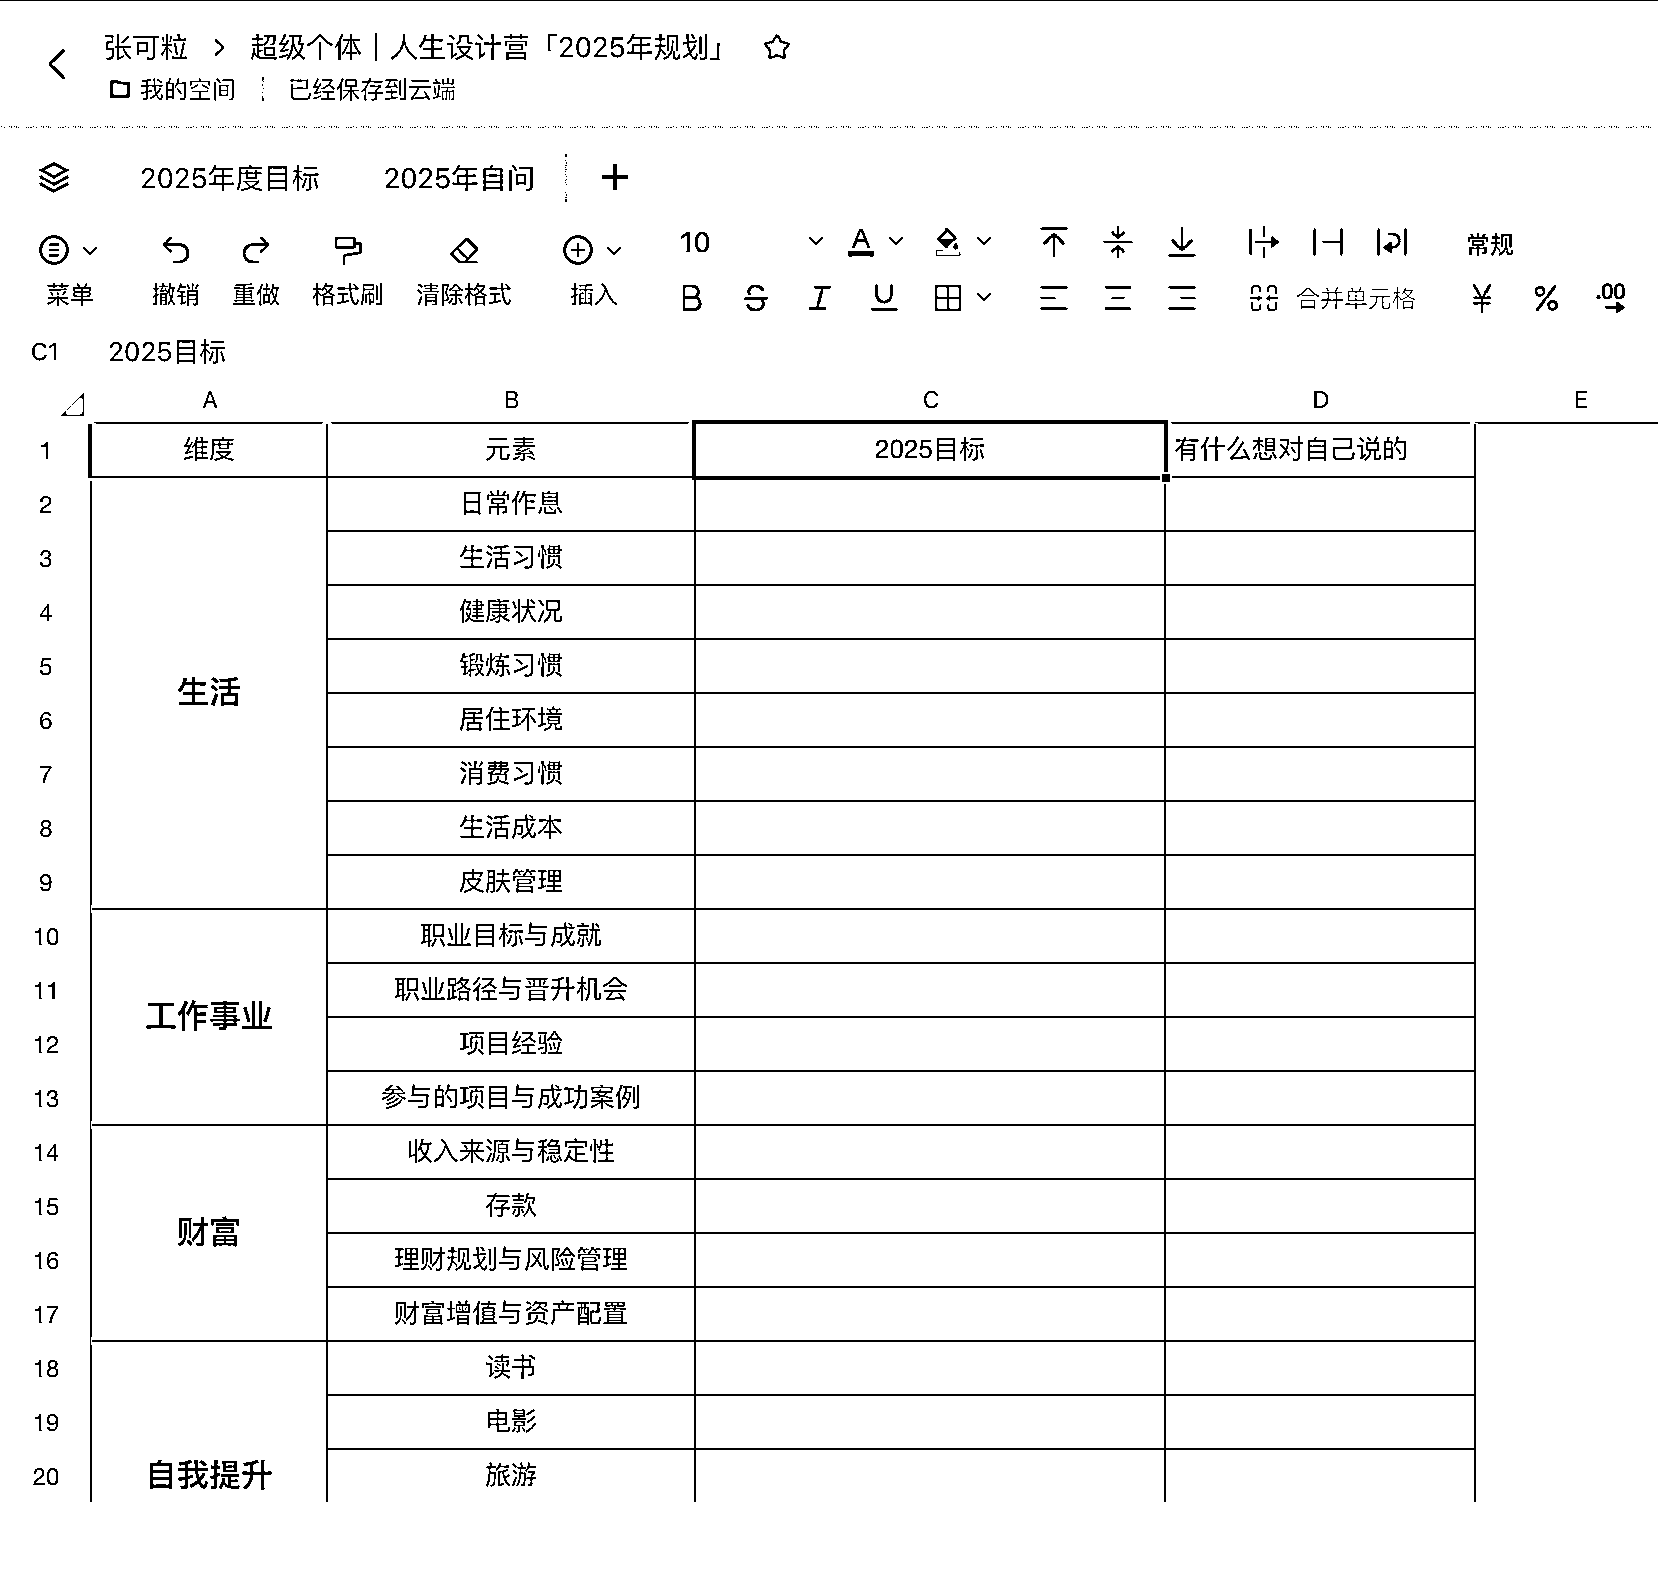 张可粒 > 超级个体｜人生设计营「2025年规划」
我的空间 已经保存到云端
2025年度目标 2025年自问
10 A 常规
菜单 撤销 重做 格式刷 清除格式 插入 B S I U 合并单元格 ¥ % .00
C1 2025目标
A B C D E
1 维度 元素 2025目标 有什么想对自己说的
2 日常作息
3 生活习惯
4 健康状况
5 锻炼习惯
生活
6 居住环境
7 消费习惯
8 生活成本
9 皮肤管理
10 职业目标与成就
11 职业路径与晋升机会
工作事业
12 项目经验
13 参与的项目与成功案例
14 收入来源与稳定性
15 存款
财富
16 理财规划与风险管理
17 财富增值与资产配置
18 读书
19 电影
20 自我提升 旅游